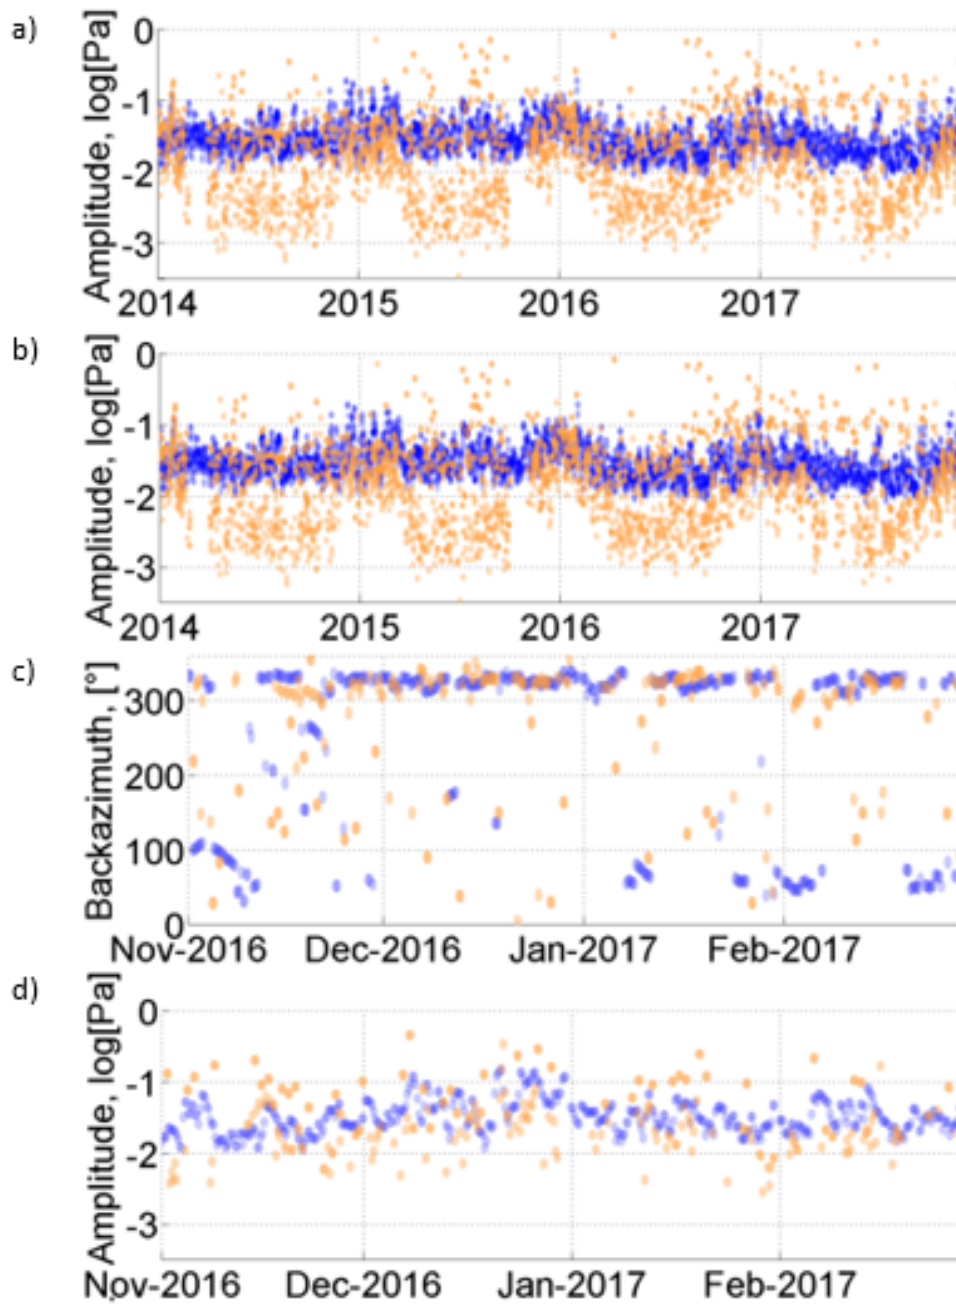 a)
Amplitude, log[Pa]
0
-1
-2
-3
2014 2015 2016 2017
b)
Amplitude, log[Pa]
0
-1
-2
-3
2014 2015 2016 2017
c)
Backazimuth, [°]
300
200
100
0
Nov-2016 Dec-2016 Jan-2017 Feb-2017
d)
Amplitude, log[Pa]
0
-1
-2
-3
Nov-2016 Dec-2016 Jan-2017 Feb-2017